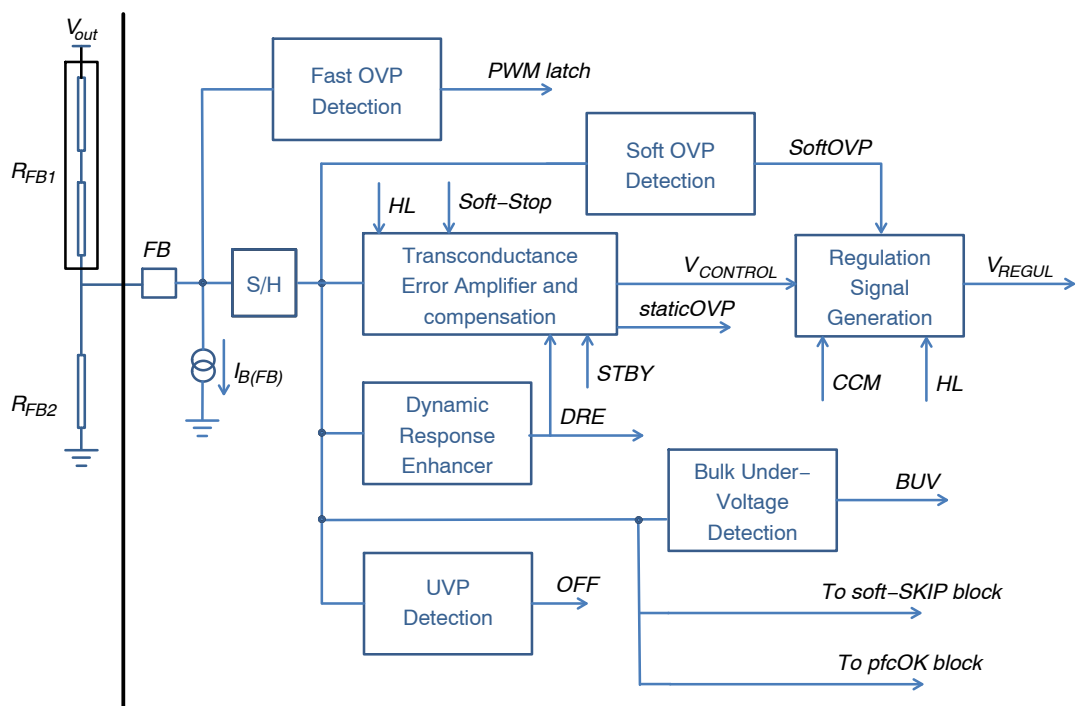 Vout
RFB1
RFB2
FB
S/H
IB(FB)
Fast OVP
Detection
PWM latch
Soft OVP
Detection
SoftOVP
HL
Soft−Stop
Transconductance
Error Amplifier and
compensation
VCONTROL
staticOVP
Regulation
Signal
Generation
VREGUL
STBY
CCM
HL
Dynamic
Response
Enhancer
DRE
Bulk Under−
Voltage
Detection
BUV
UVP
Detection
OFF
To soft−SKIP block
To pfcOK block